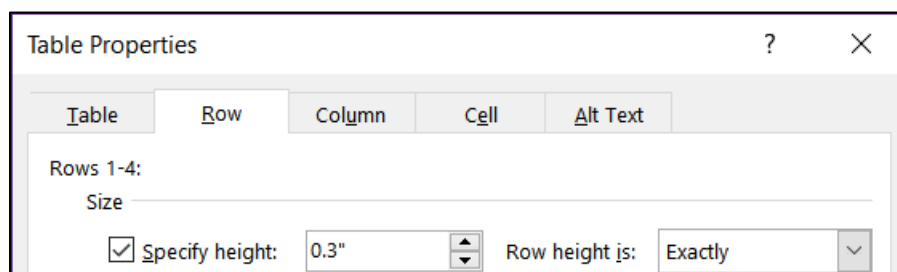 Table Properties ?
Table Row Column Cell Alt Text
Rows 1-4:
Size
Specify height: 0.3" Row height is: Exactly